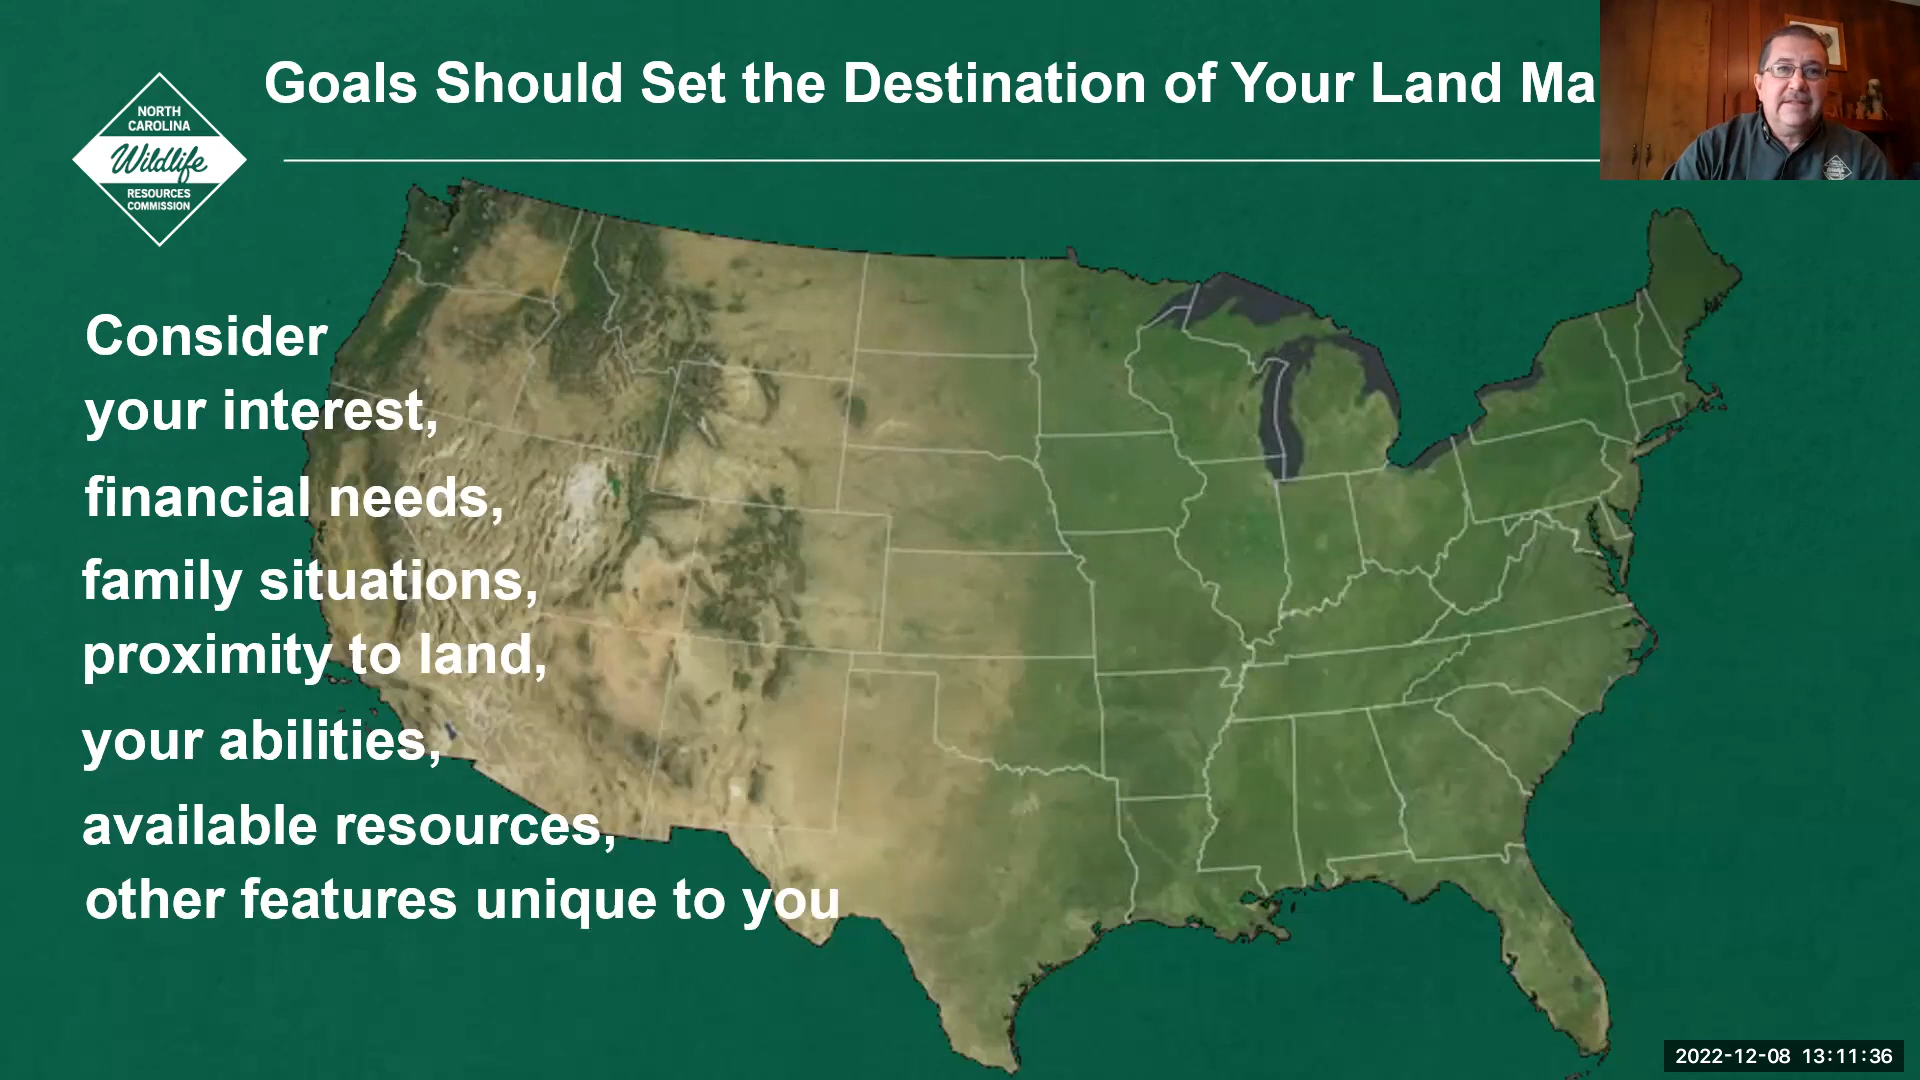 Goals Should Set the Destination of Your Land Ma
NORTH
CAROLINA
Wildlife
RESOURCES
COMMISSION
Consider
your interest,
financial needs,
family situations,
proximity to land,
your abilities,
available resources,
other features unique to you
2022-12-08 13:11:36